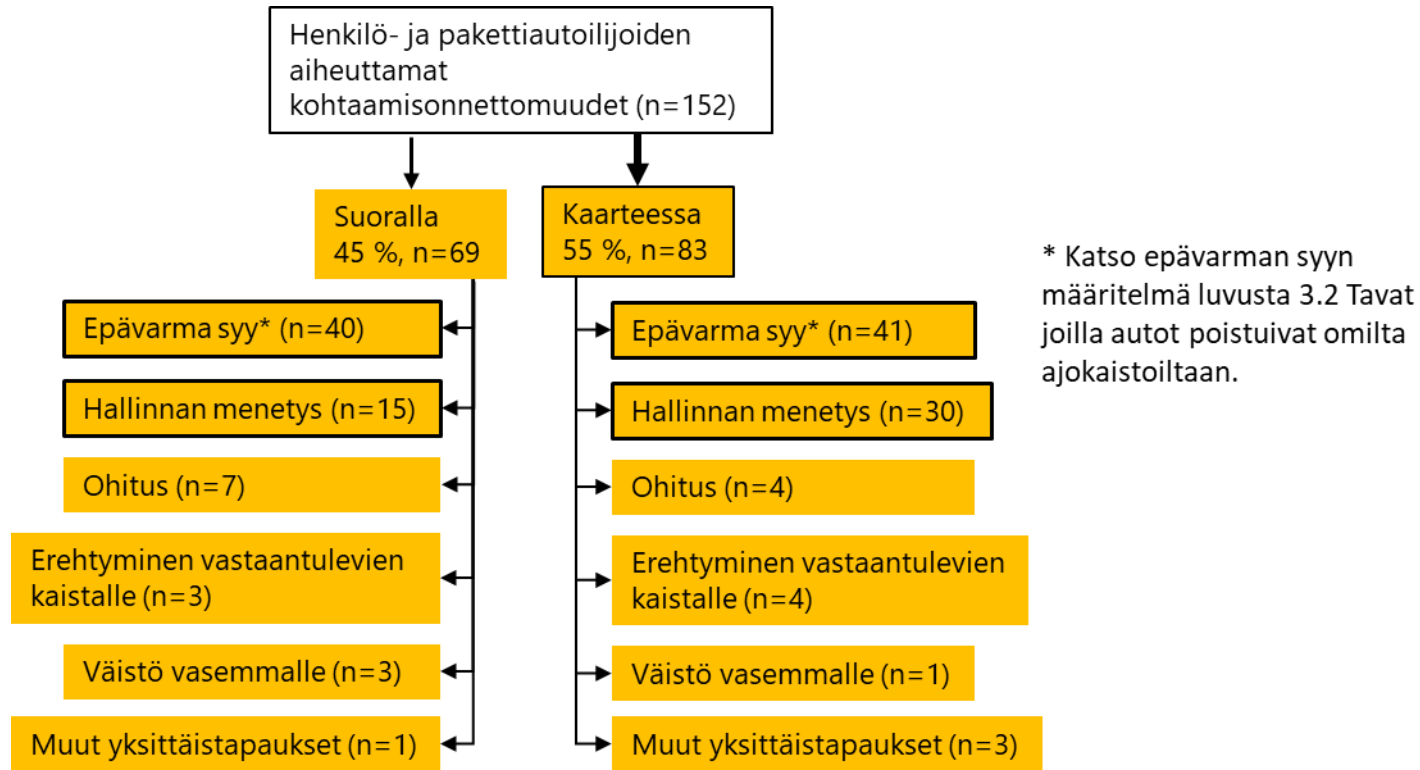 Henkilö- ja pakettiautoilijoiden
aiheuttamat
kohtaamisonnettomuudet (n=152)
Suoralla
45 %, n=69
Kaarteessa
55 %, n=83
Epävarma syy* (n=40)
Hallinnan menetys (n=15)
Ohitus (n=7)
Erehtyminen vastaantulevien
kaistalle (n=3)
Väistö vasemmalle (n=3)
Muut yksittäistapaukset (n=1)
Epävarma syy* (n=41)
Hallinnan menetys (n=30)
Ohitus (n=4)
Erehtyminen vastaantulevien
kaistalle (n=4)
Väistö vasemmalle (n=1)
Muut yksittäistapaukset (n=3)
* Katso epävarman syyn
määritelmä luvusta 3.2 Tavat
joilla autot poistuivat omilta
ajokaistoiltaan.